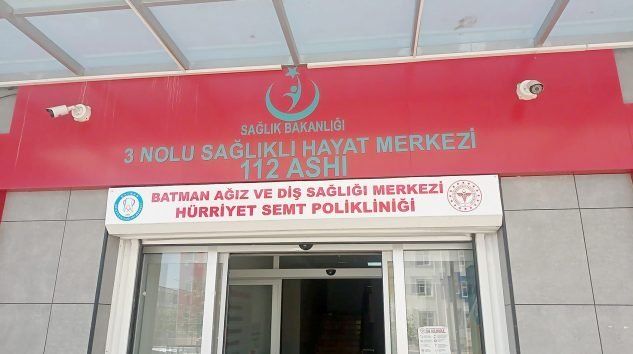 SAĞLIK BAKANLIĞI
3 NOLU SAĞLIKLI HAYAT MERKEZİ
112 ASHİ
BATMAN AĞIZ VE DİŞ SAĞLIĞI MERKEZİ
HÜRRİYET SEMT POLİKLİNİĞİ